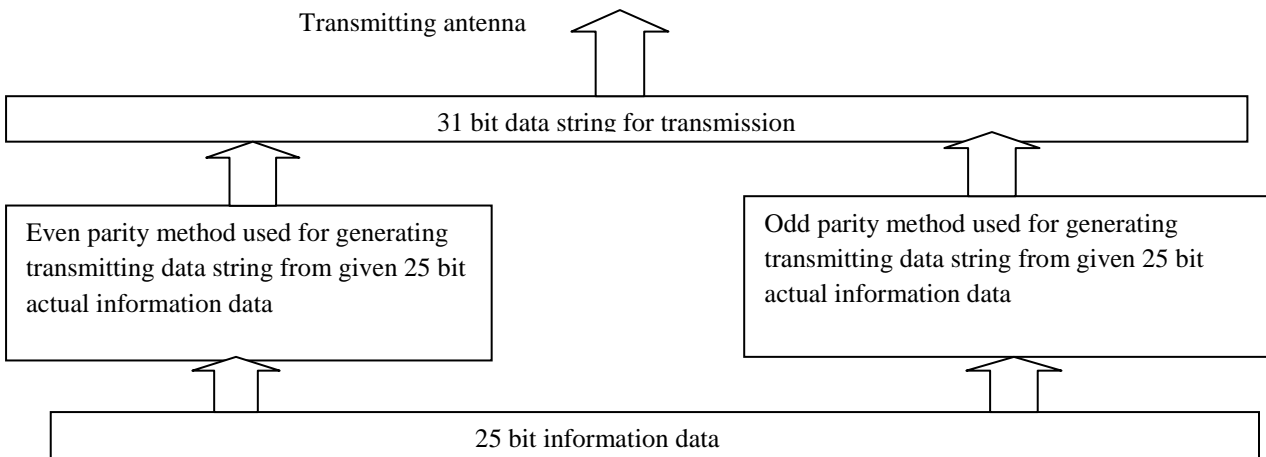 Transmitting antenna
31 bit data string for transmission
Even parity method used for generating
transmitting data string from given 25 bit
actual information data
Odd parity method used for generating
transmitting data string from given 25 bit
actual information data
25 bit information data